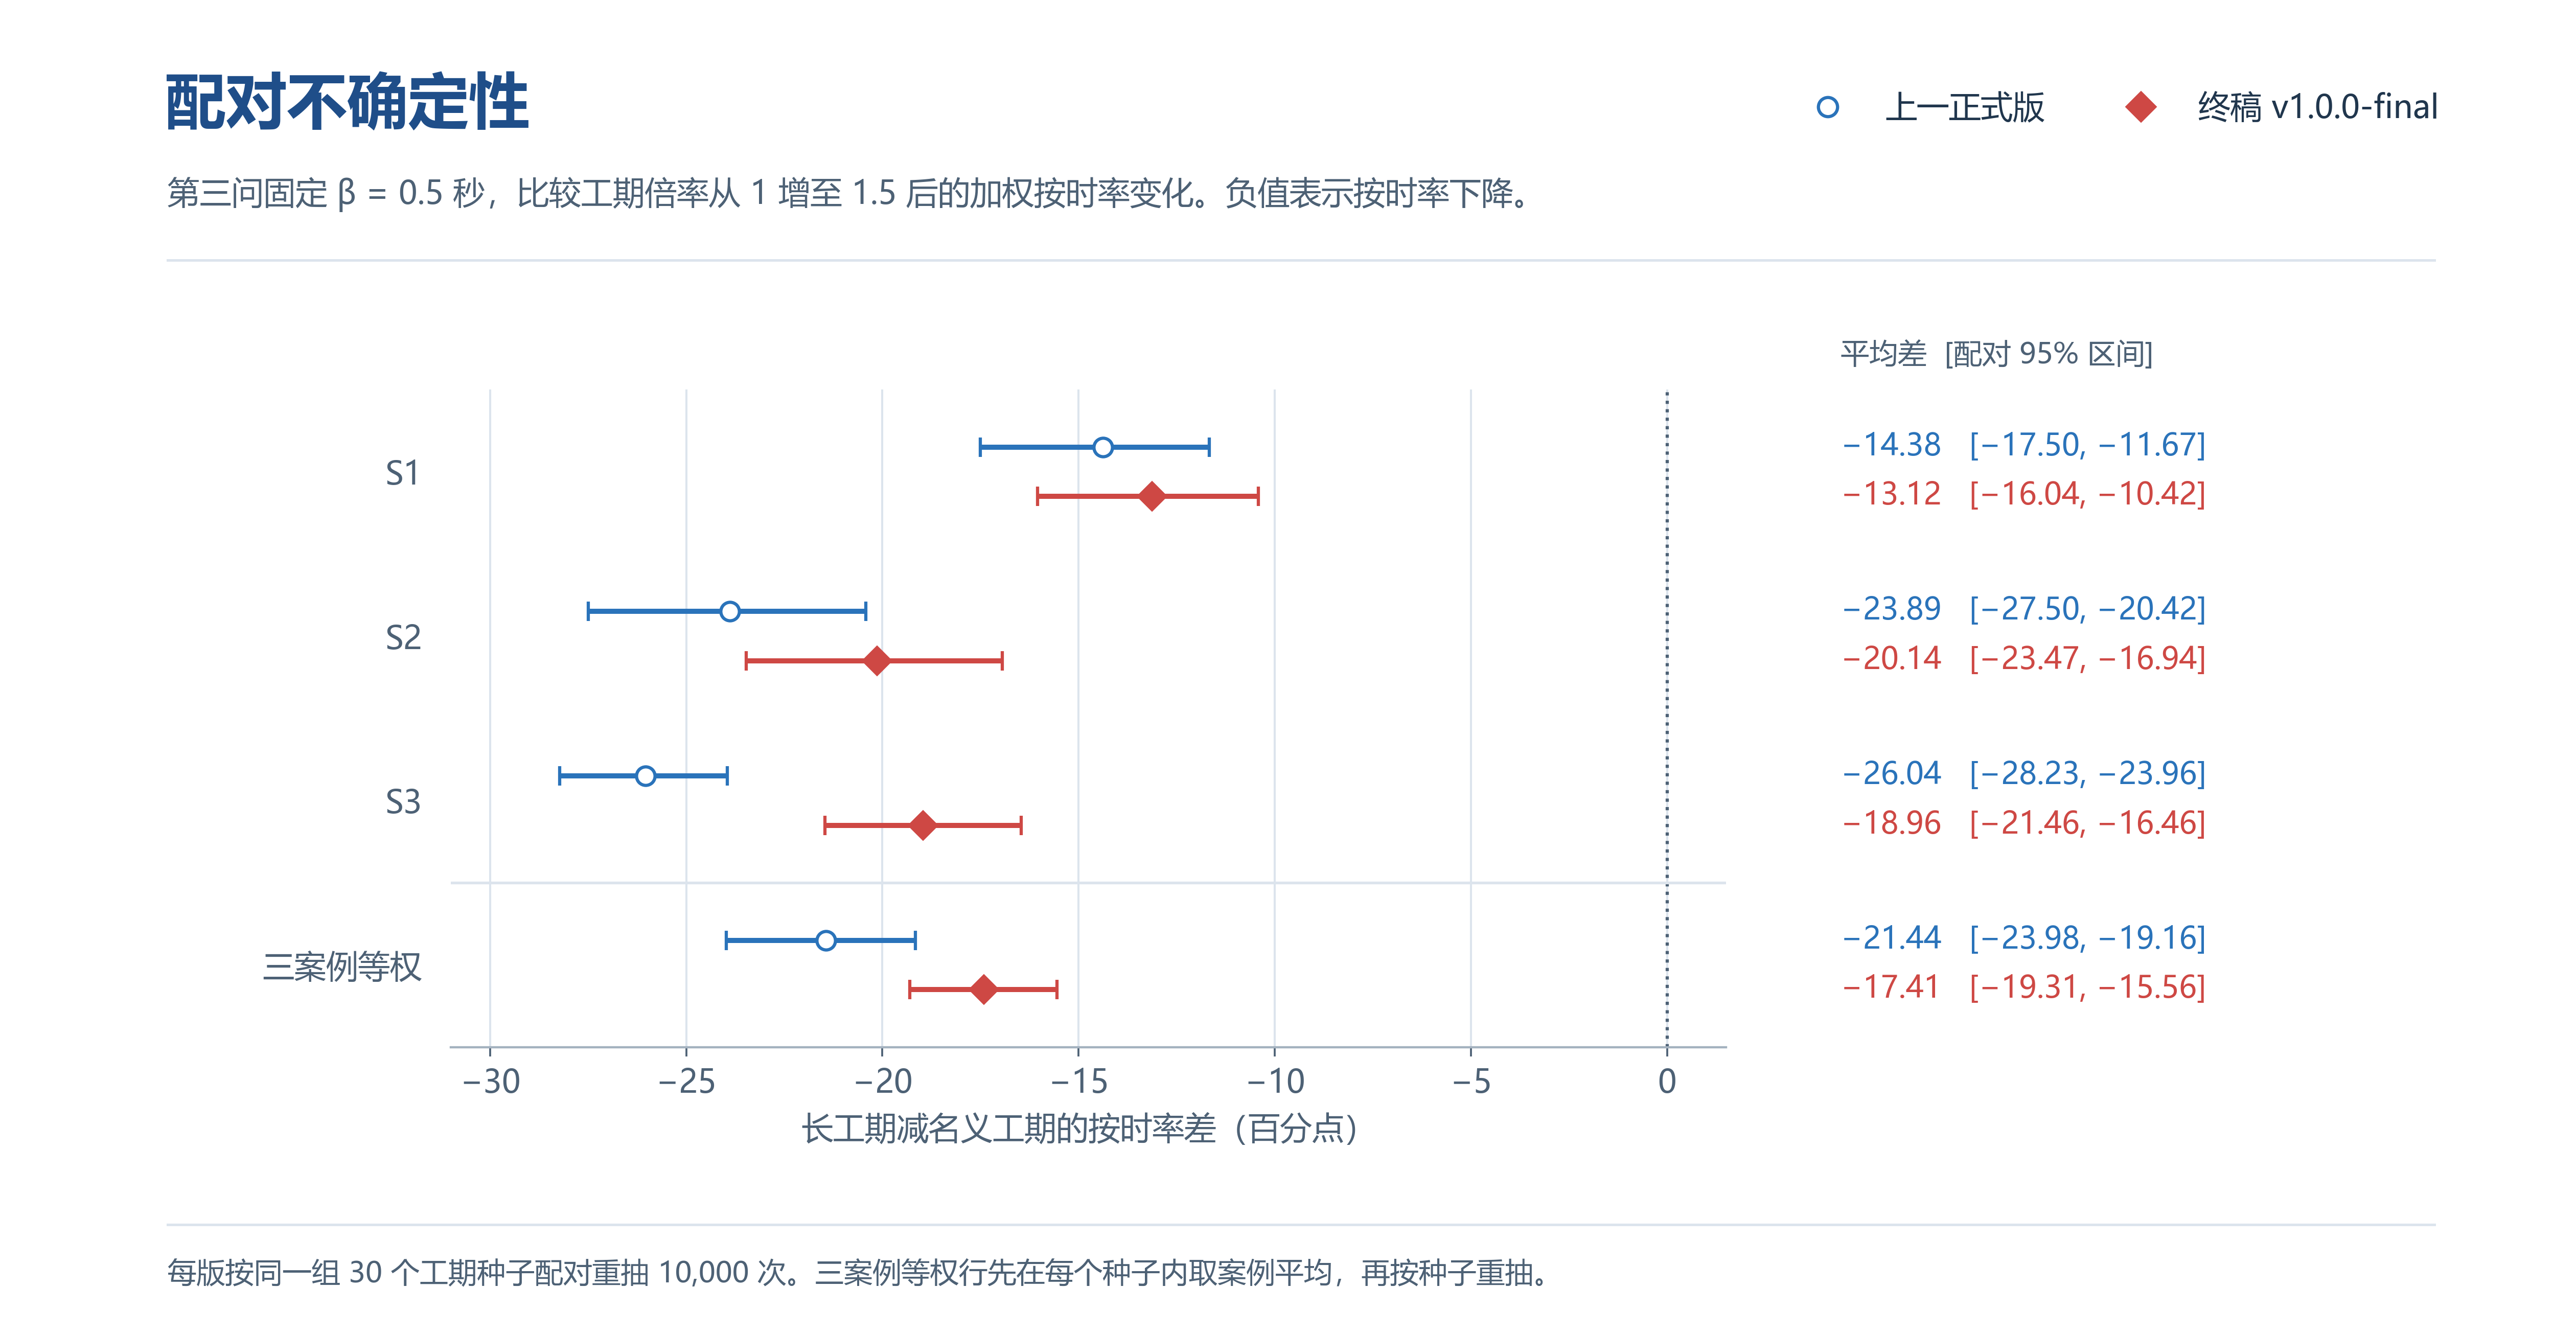 配对不确定性
上一正式版
终稿 v1.0.0-final
第三问固定 β = 0.5 秒，比较工期倍率从 1 增至 1.5 后的加权按时率变化。负值表示按时率下降。
平均差 [配对 95% 区间]
S1
−14.38 [−17.50, −11.67]
−13.12 [−16.04, −10.42]
S2
−23.89 [−27.50, −20.42]
−20.14 [−23.47, −16.94]
S3
−26.04 [−28.23, −23.96]
−18.96 [−21.46, −16.46]
三案例等权
−21.44 [−23.98, −19.16]
−17.41 [−19.31, −15.56]
−30 −25 −20 −15 −10 −5 0
长工期减名义工期的按时率差（百分点）
每版按同一组 30 个工期种子配对重抽 10,000 次。三案例等权行先在每个种子内取案例平均，再按种子重抽。